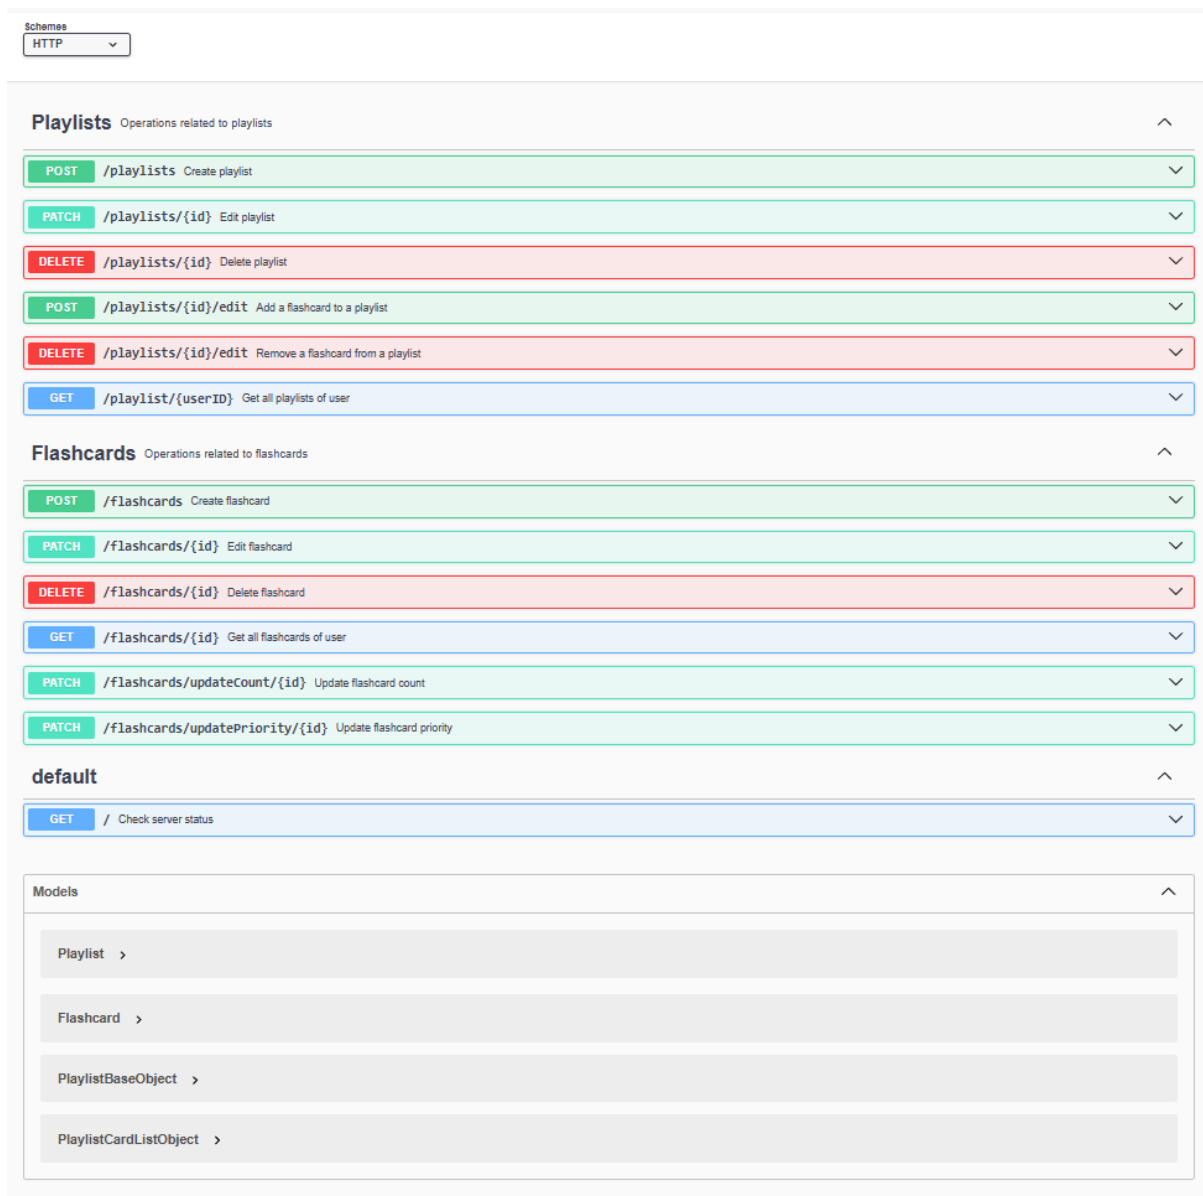 Schemes
HTTP
Playlists Operations related to playlists
POST /playlists Create playlist
PATCH /playlists/{id} Edit playlist
DELETE /playlists/{id} Delete playlist
POST /playlists/{id}/edit Add a flashcard to a playlist
DELETE /playlists/{id}/edit Remove a flashcard from a playlist
GET /playlist/{userID} Get all playlists of user
Flashcards Operations related to flashcards
POST /flashcards Create flashcard
PATCH /flashcards/{id} Edit flashcard
DELETE /flashcards/{id} Delete flashcard
GET /flashcards/{id} Get all flashcards of user
PATCH /flashcards/updateCount/{id} Update flashcard count
PATCH /flashcards/updatePriority/{id} Update flashcard priority
default
GET / Check server status
Models
Playlist
Flashcard
PlaylistBaseObject
PlaylistCardListObject